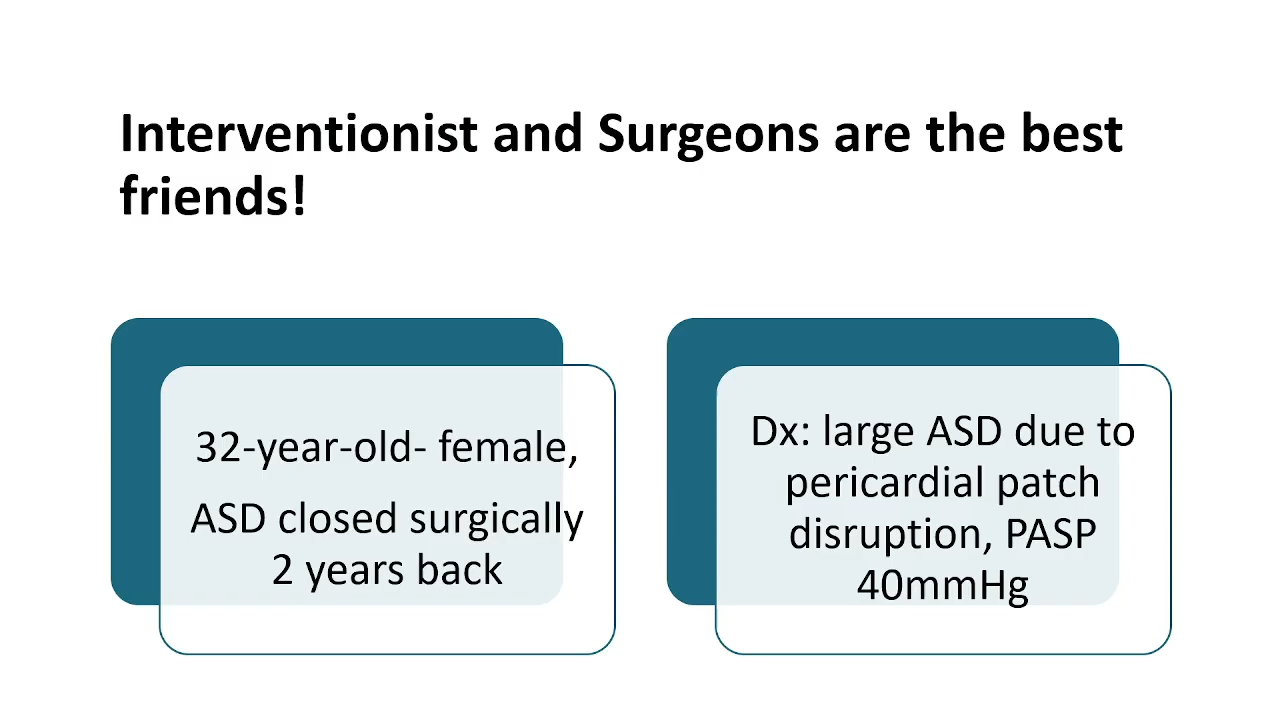 Interventionist and Surgeons are the best
friends!
32-year-old- female,
ASD closed surgically
2 years back
Dx: large ASD due to
pericardial patch
disruption, PASP
40mmHg